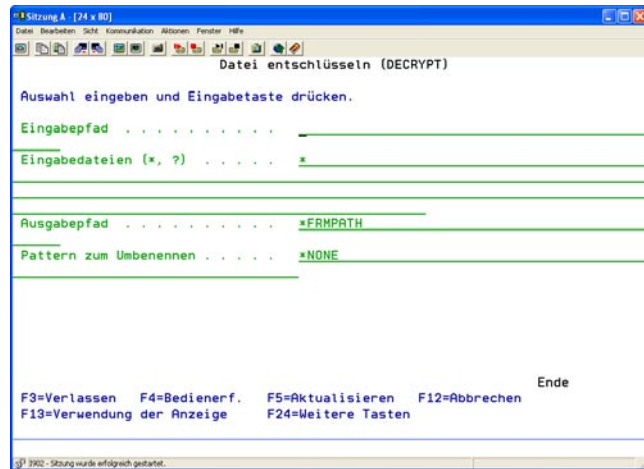 Sitzung A - [24 x 80]
Datei Bearbeiten Sicht Kommunikation Aktionen Fenster Hilfe
Datei entschlüsseln (DECRYPT)
Auswahl eingeben und Eingabetaste drücken.
Eingabepfad . . . . . . . . . .
Eingabedateien (*, ?) . . . . . *
Ausgabepfad . . . . . . . . . . *FRMPATH
Pattern zum Umbenennen . . . . . *NONE
Ende
F3=Verlassen F4=Bedienerf. F5=Aktualisieren F12=Abbrechen
F13=Verwendung der Anzeige F24=Weitere Tasten
I902 - Sitzung wurde erfolgreich gestartet.